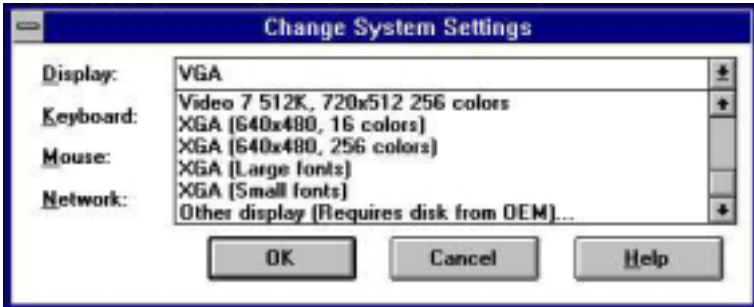 Change System Settings
Display: VGA
Video 7 512K, 720x512 256 colors
Keyboard: XGA (640x480, 16 colors)
XGA (640x480, 256 colors)
Mouse: XGA (Large fonts)
XGA (Small fonts)
Network: Other display (Requires disk from OEM)...
OK Cancel Help